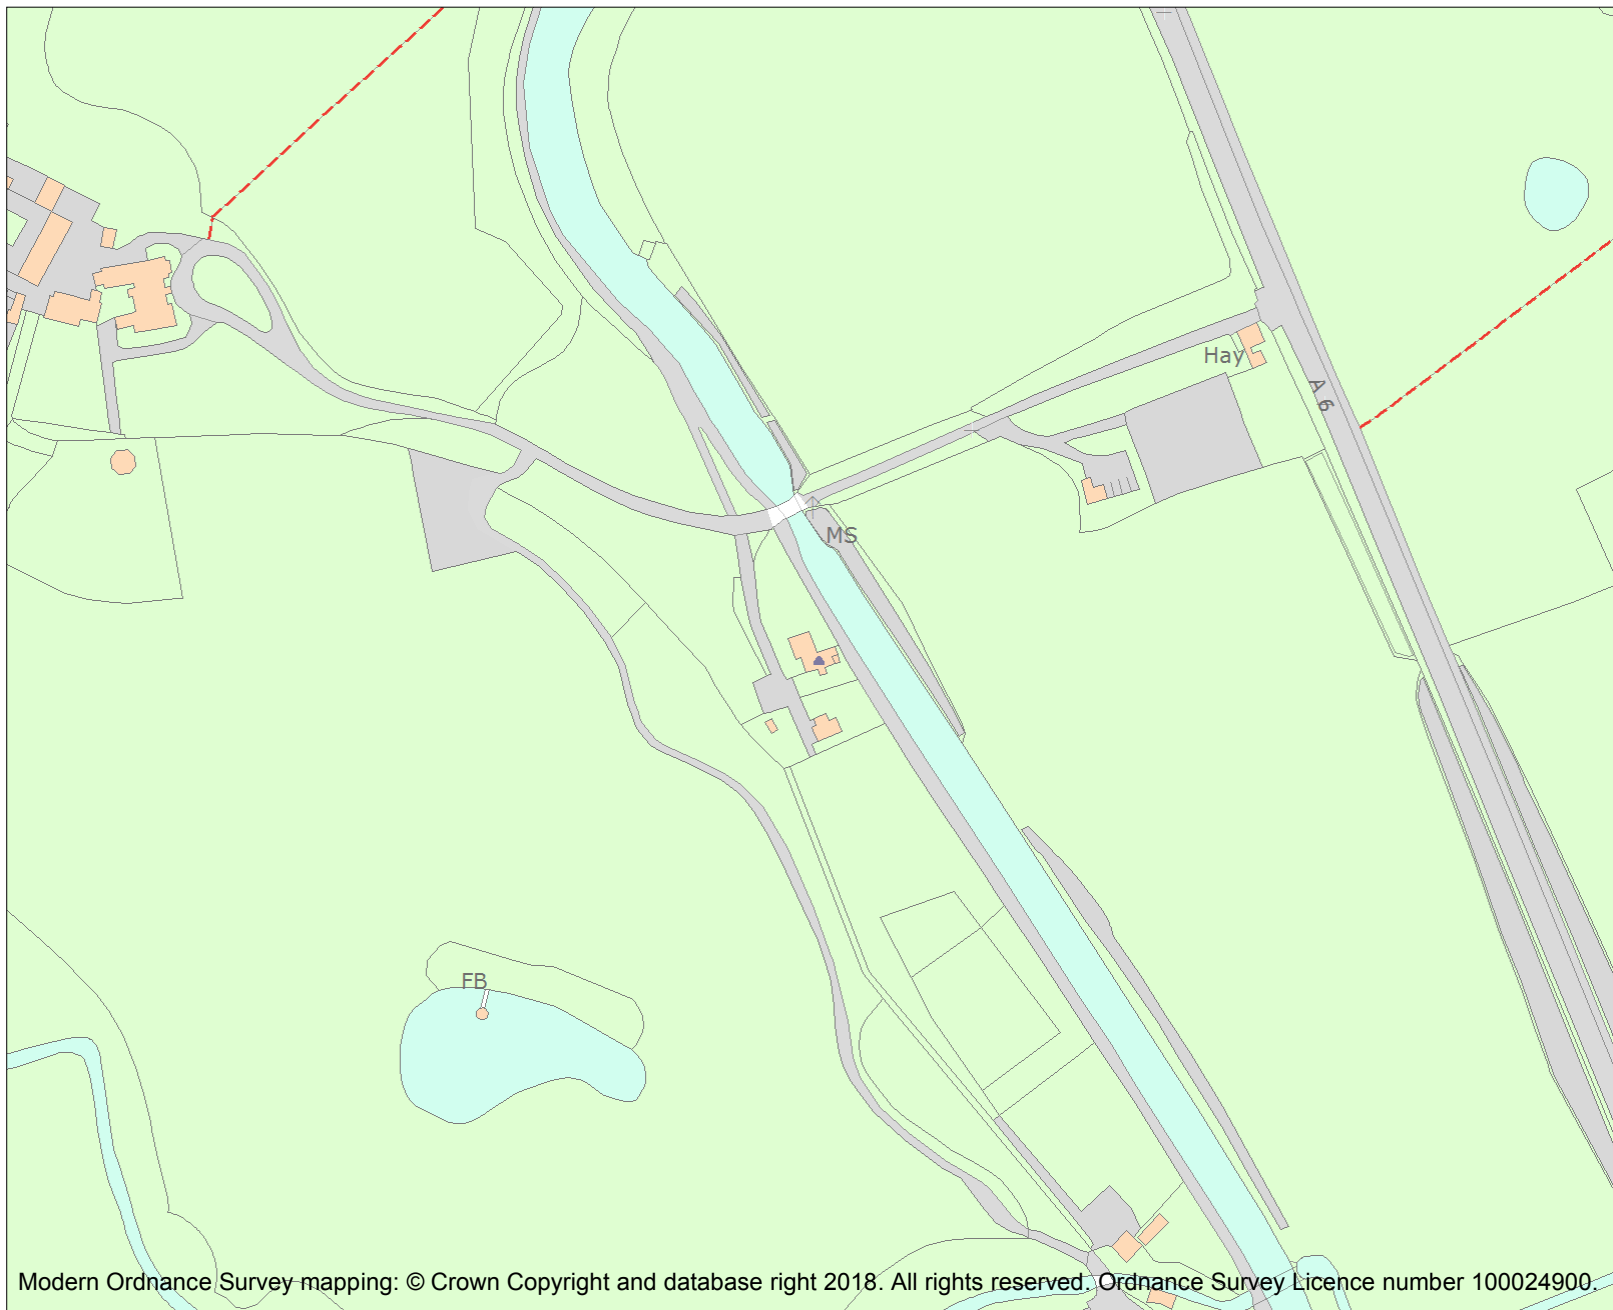 Hay
A 6
MS
FB
Modern Ordnance Survey mapping: © Crown Copyright and database right 2018. All rights reserved. Ordnance Survey Licence number 100024900.